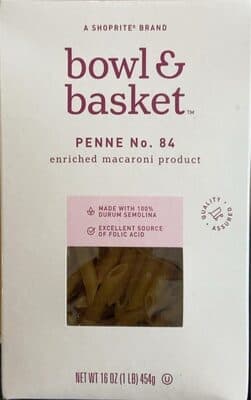 A SHOPRITE® BRAND
bowl &
basket™
PENNE No. 84
enriched macaroni product
MADE WITH 100%
DURUM SEMOLINA
EXCELLENT SOURCE
OF FOLIC ACID
QUALITY
ASSURED
NET WT 16 OZ (1 LB) 454g U